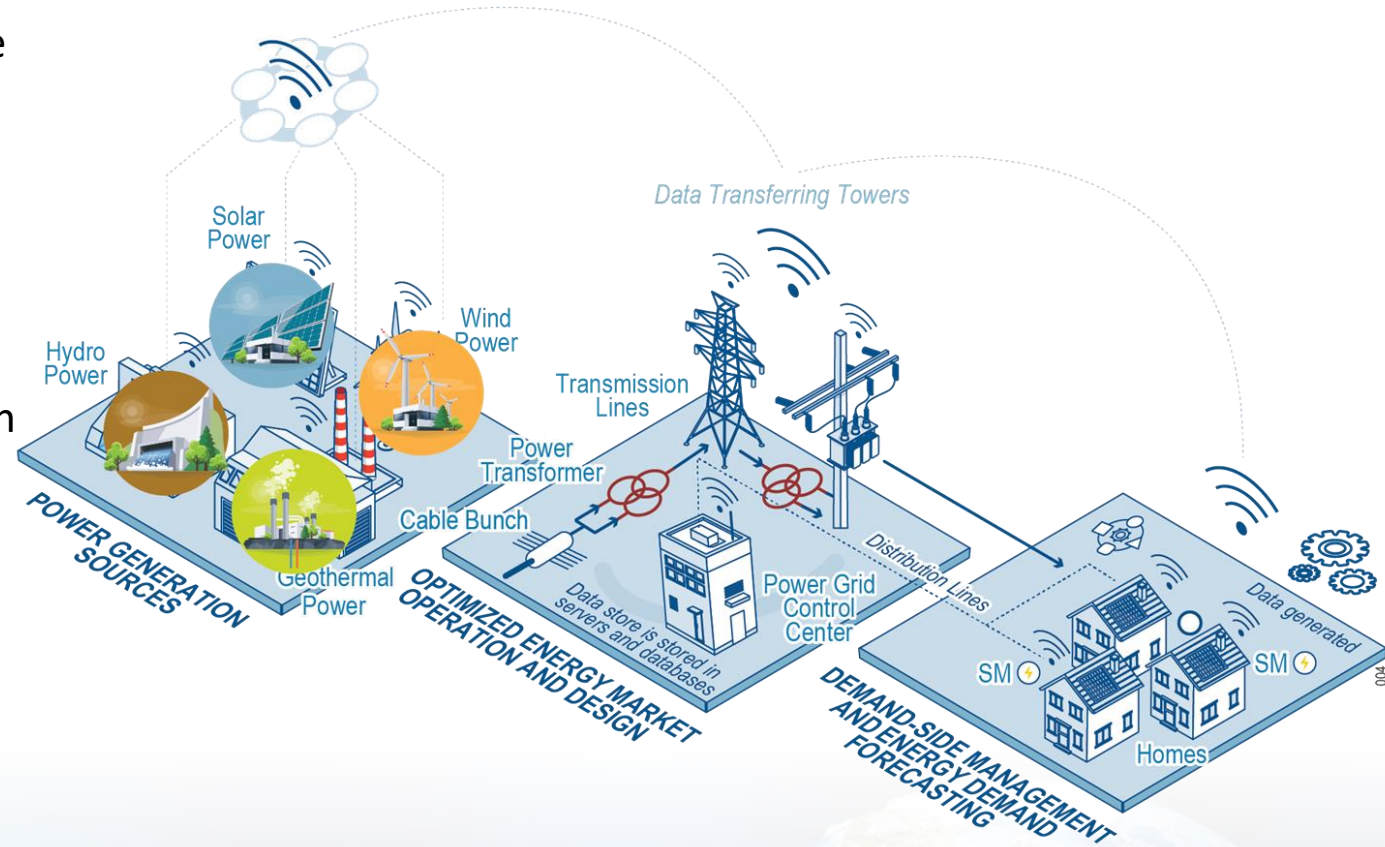 e
n
Data Transferring Towers
Solar
Power
Wind
Power
Hydro
Power
Geothermal
Power
POWER GENERATION
SOURCES
Transmission
Lines
Power
Transformer
Cable Bunch
Power Grid
Control
Center
Data store is stored in
servers and databases
OPTIMIZED ENERGY MARKET
OPERATION AND DESIGN
Distribution Lines
Data generated
SM
SM
Homes
DEMAND-SIDE MANAGEMENT
AND ENERGY DEMAND
FORECASTING
004